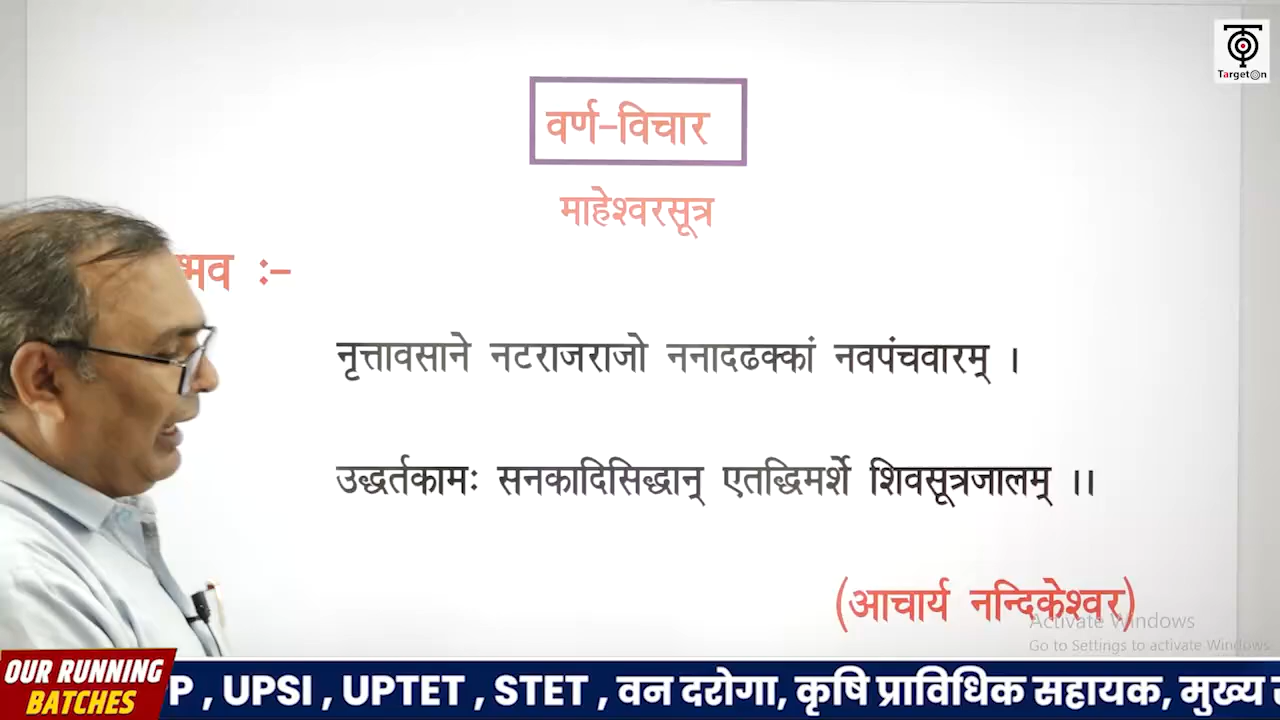 TargetOn
वर्ण-विचार
माहेश्वरसूत्र
भव :-
नृत्तावसाने नटराजराजो ननादढक्कां नवपंचवारम् ।
उद्धर्तकामः सनकादिसिद्धान् एतद्धिमर्शे शिवसूत्रजालम् ।।
(आचार्य नन्दिकेश्वर)
Activate Windows
Go to Settings to activate Windows.
OUR RUNNING
BATCHES
P , UPSI , UPTET , STET , वन दरोगा, कृषि प्राविधिक सहायक, मुख्य